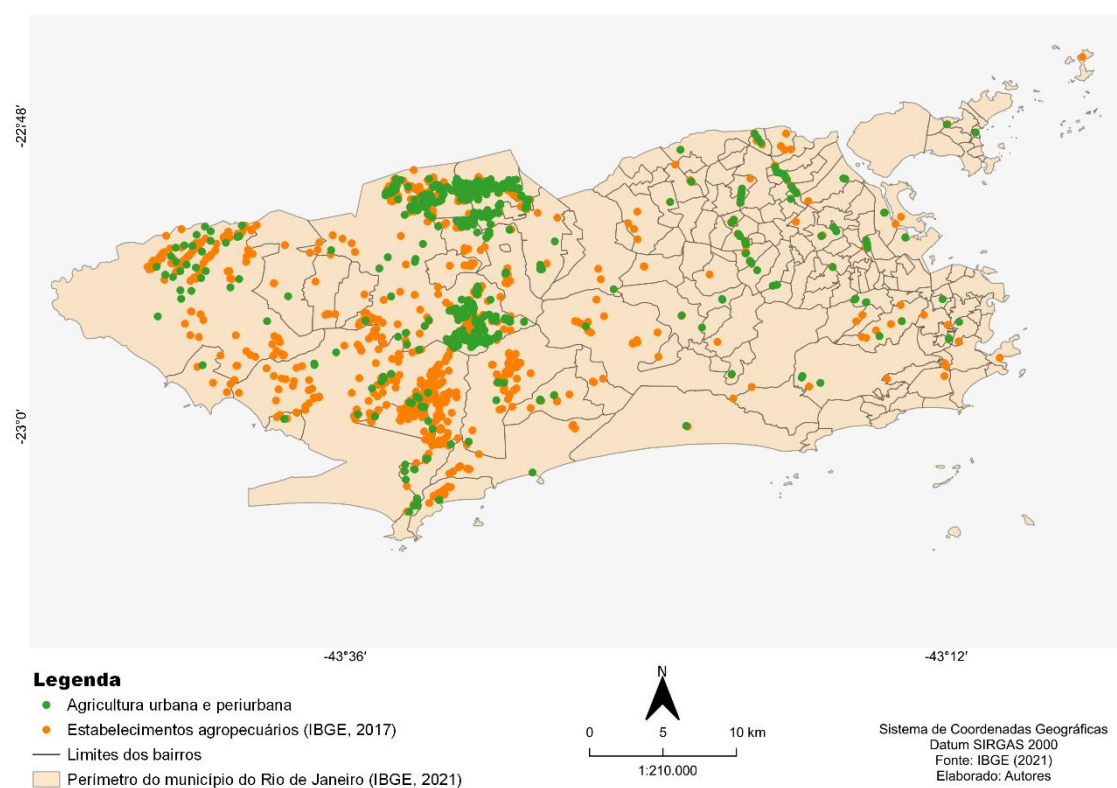 -22°48'
-23°0'
-43°36'
-43°12'
Legenda
Agricultura urbana e periurbana
Estabelecimentos agropecuários (IBGE, 2017)
Limites dos bairros
Perímetro do município do Rio de Janeiro (IBGE, 2021)
N
0 5 10 km
1:210.000
Sistema de Coordenadas Geográficas
Datum SIRGAS 2000
Fonte: IBGE (2021)
Elaborado: Autores